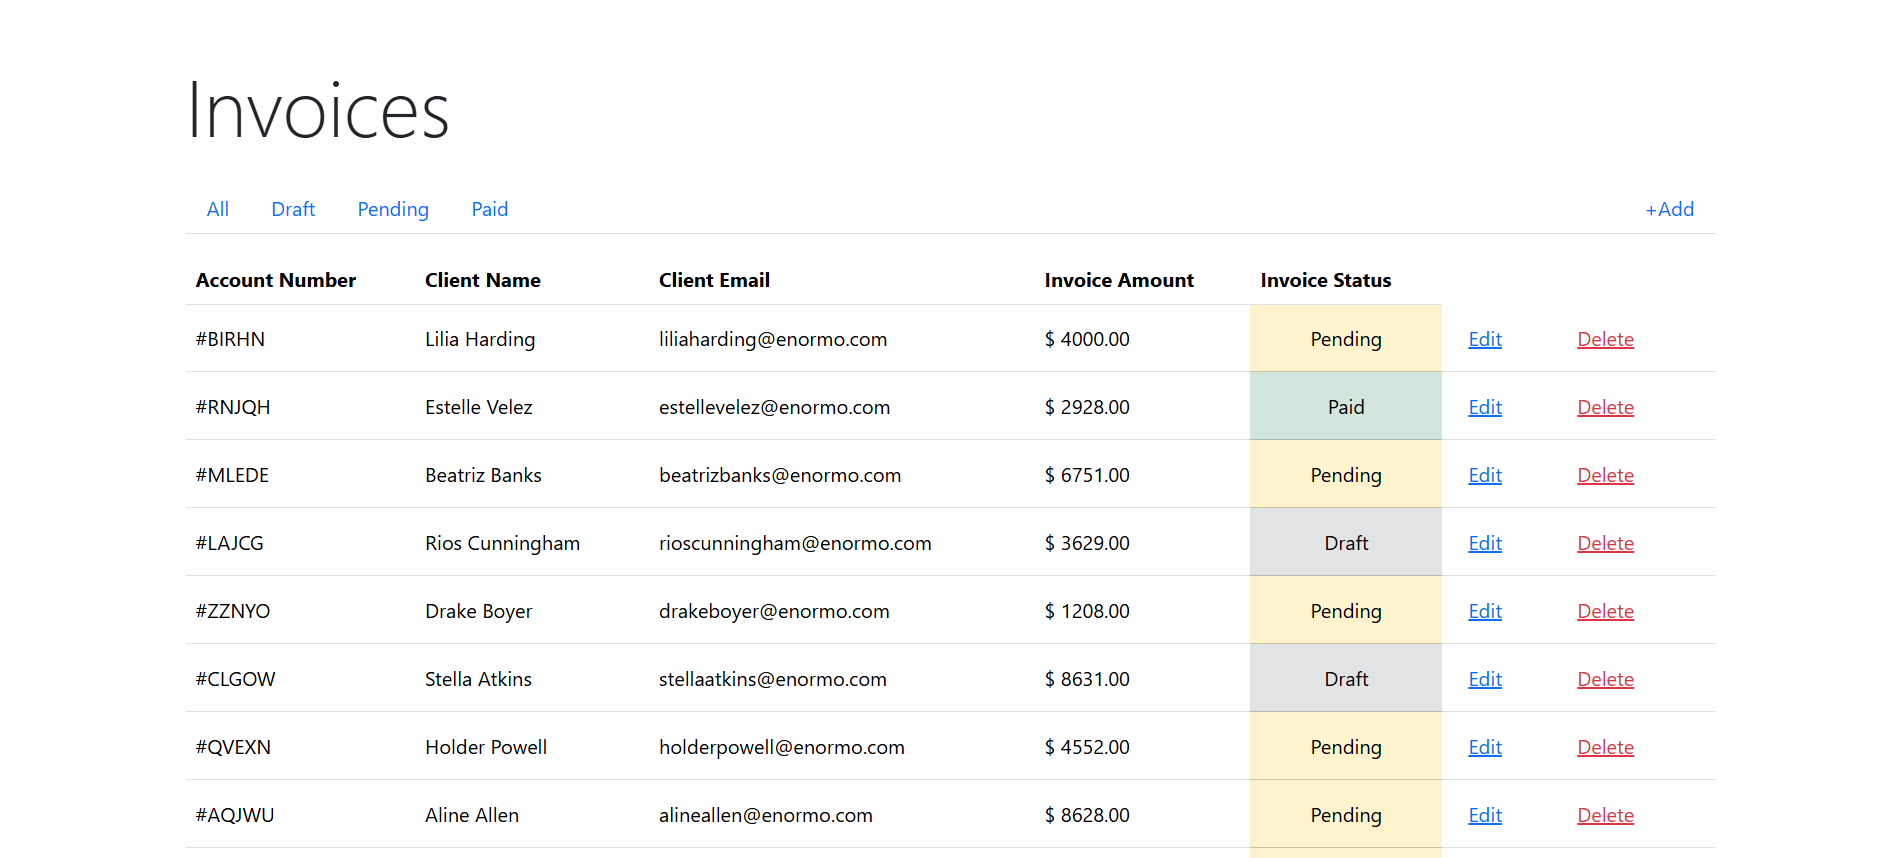 Invoices
All Draft Pending Paid +Add
Account Number Client Name Client Email Invoice Amount Invoice Status
#BIRHN Lilia Harding liliaharding@enormo.com $ 4000.00 Pending Edit Delete
#RNJQH Estelle Velez estellevelez@enormo.com $ 2928.00 Paid Edit Delete
#MLEDE Beatriz Banks beatrizbanks@enormo.com $ 6751.00 Pending Edit Delete
#LAJCG Rios Cunningham rioscunningham@enormo.com $ 3629.00 Draft Edit Delete
#ZZNYO Drake Boyer drakeboyer@enormo.com $ 1208.00 Pending Edit Delete
#CLGOW Stella Atkins stellaatkins@enormo.com $ 8631.00 Draft Edit Delete
#QVEXN Holder Powell holderpowell@enormo.com $ 4552.00 Pending Edit Delete
#AQJWU Aline Allen alineallen@enormo.com $ 8628.00 Pending Edit Delete